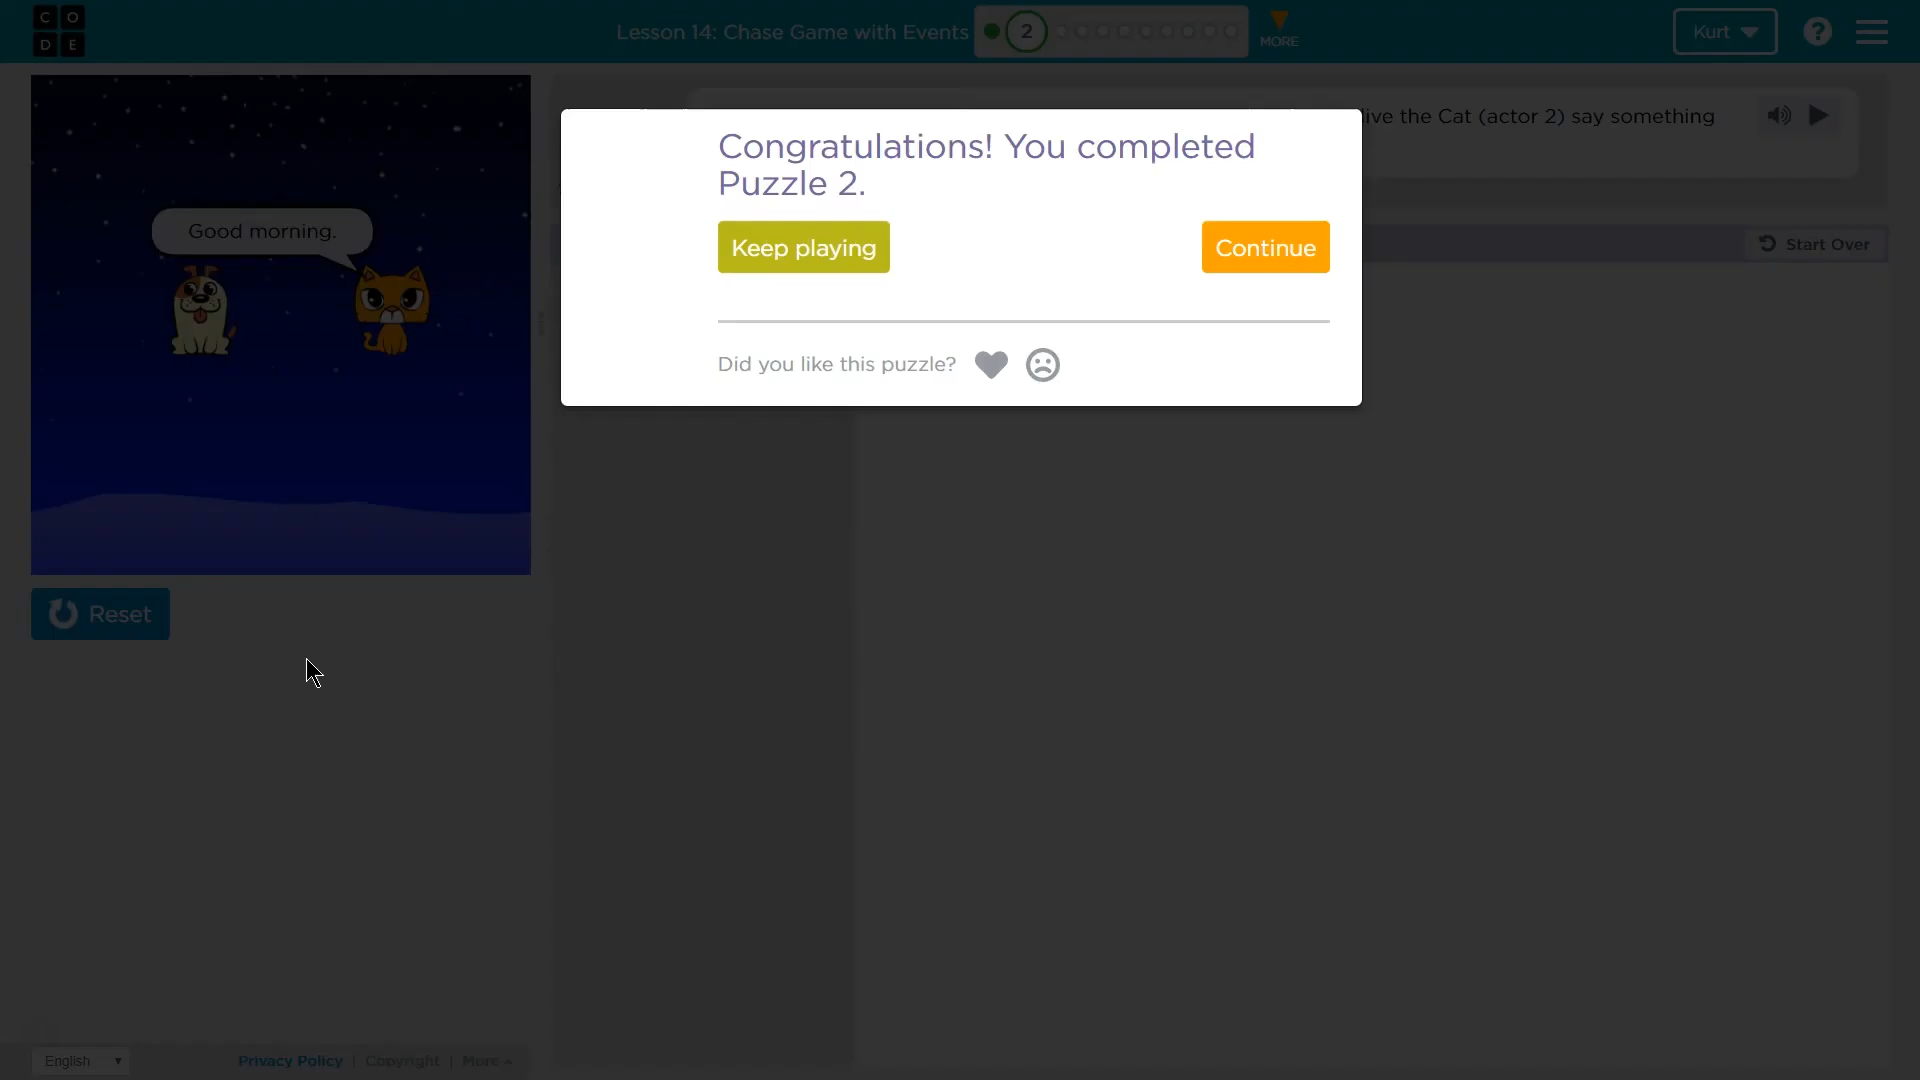 C O
D E
Lesson 14: Chase Game with Events
2
MORE
Kurt
?
Good morning.
Reset
Congratulations! You completed
Puzzle 2.
Keep playing
Continue
Did you like this puzzle?
ive the Cat (actor 2) say something
Start Over
English
Privacy Policy | Copyright | More